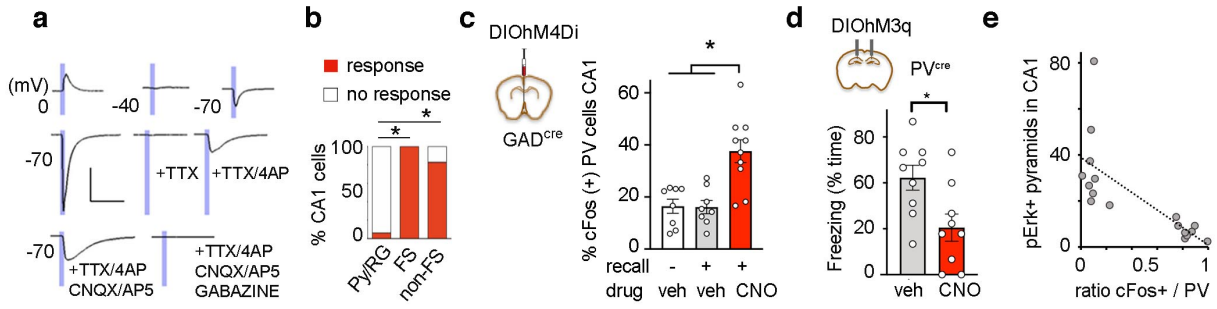 a
(mV)
0
-40
-70
-70
+TTX
+TTX/4AP
-70
+TTX/4AP
CNQX/AP5
+TTX/4AP
CNQX/AP5
GABAZINE
b
response
no response
* *
% CA1 cells
100
50
0
Py/RG
FS
non-FS
c
DIOhM4Di
GADcre
*
% cFos (+) PV cells CA1
60
40
20
0
recall - + +
drug veh veh CNO
d
DIOhM3q
PVcre
*
Freezing (% time)
80
60
20
0
veh CNO
e
pErk+ pyramids in CA1
80
40
0
0 0.5 1
ratio cFos+ / PV